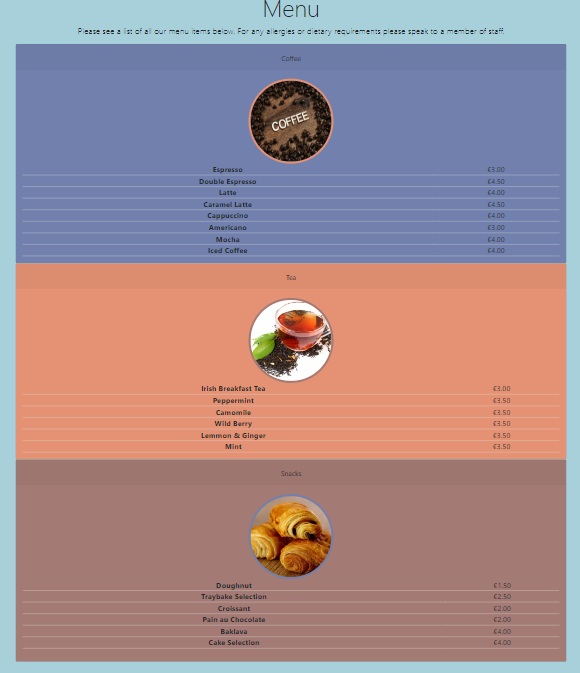 Menu
Please see a list of all our menu items below. For any allergies or dietary requirements please speak to a member of staff.
Coffee
COFFEE
Espresso €3.00
Double Espresso €4.50
Latte €4.00
Caramel Latte €4.50
Cappuccino €4.00
Americano €3.00
Mocha €4.00
Iced Coffee €4.00
Tea
Irish Breakfast Tea €3.00
Peppermint €3.50
Camomile €3.50
Wild Berry €3.50
Lemmon & Ginger €3.50
Mint €3.50
Snacks
Doughnut €1.50
Traybake Selection €2.50
Croissant €2.00
Pain au Chocolate €2.00
Baklava €4.00
Cake Selection €4.00